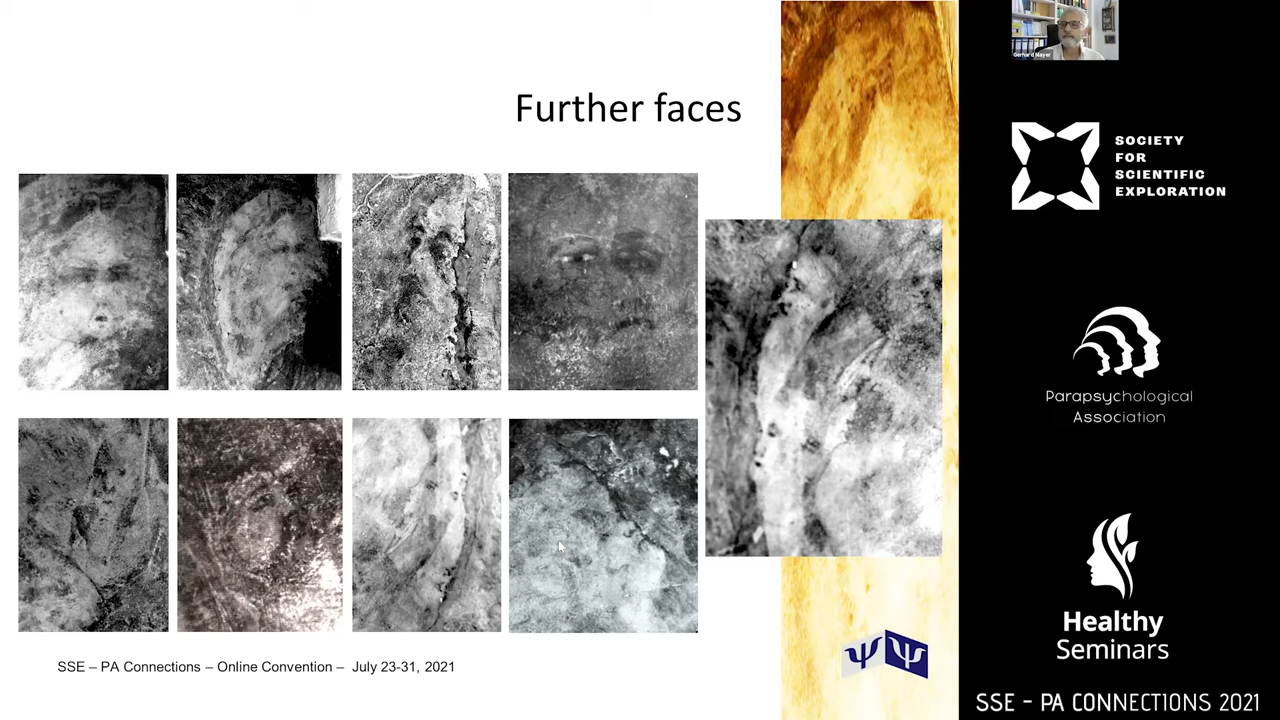 Further faces
SSE – PA Connections – Online Convention – July 23-31, 2021
Gerhard Mayer
SOCIETY
FOR
SCIENTIFIC
EXPLORATION
Parapsychological
Association
Healthy
Seminars
SSE - PA CONNECTIONS 2021